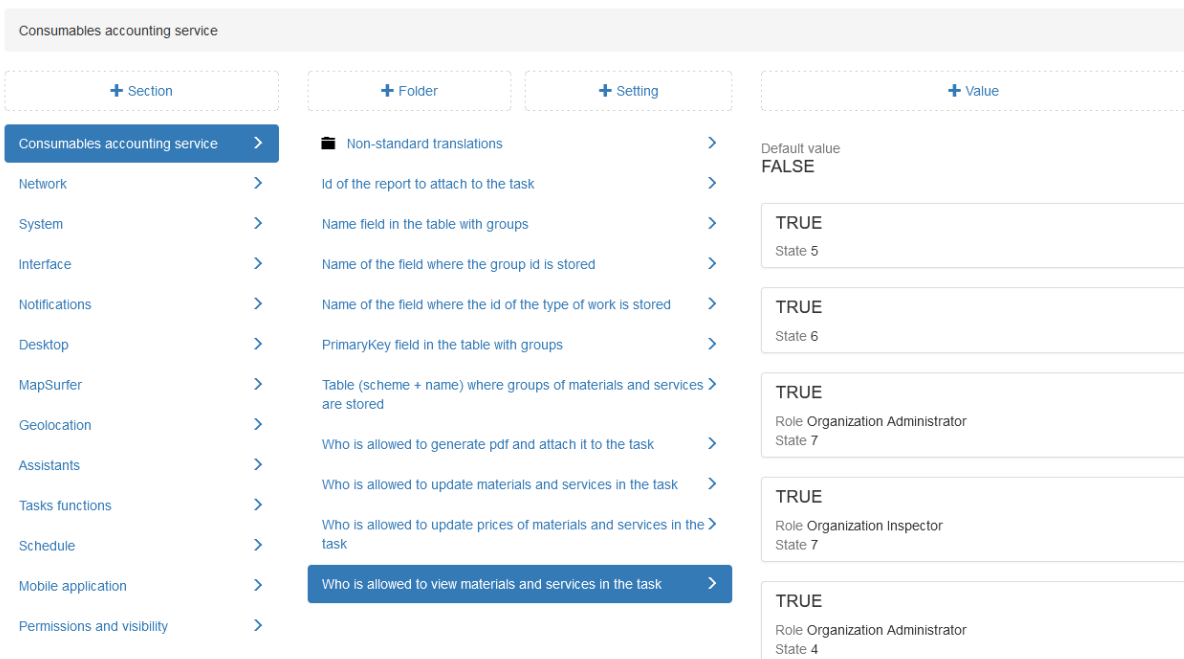 Consumables accounting service
Section
Folder
Setting
Value
Consumables accounting service
Network
System
Interface
Notifications
Desktop
MapSurfer
Geolocation
Assistants
Tasks functions
Schedule
Mobile application
Permissions and visibility
Non-standard translations
Id of the report to attach to the task
Name field in the table with groups
Name of the field where the group id is stored
Name of the field where the id of the type of work is stored
PrimaryKey field in the table with groups
Table (scheme + name) where groups of materials and services
are stored
Who is allowed to generate pdf and attach it to the task
Who is allowed to update materials and services in the task
Who is allowed to update prices of materials and services in the
task
Who is allowed to view materials and services in the task
Default value
FALSE
TRUE
State 5
TRUE
State 6
TRUE
Role Organization Administrator
State 7
TRUE
Role Organization Inspector
State 7
TRUE
Role Organization Administrator
State 4